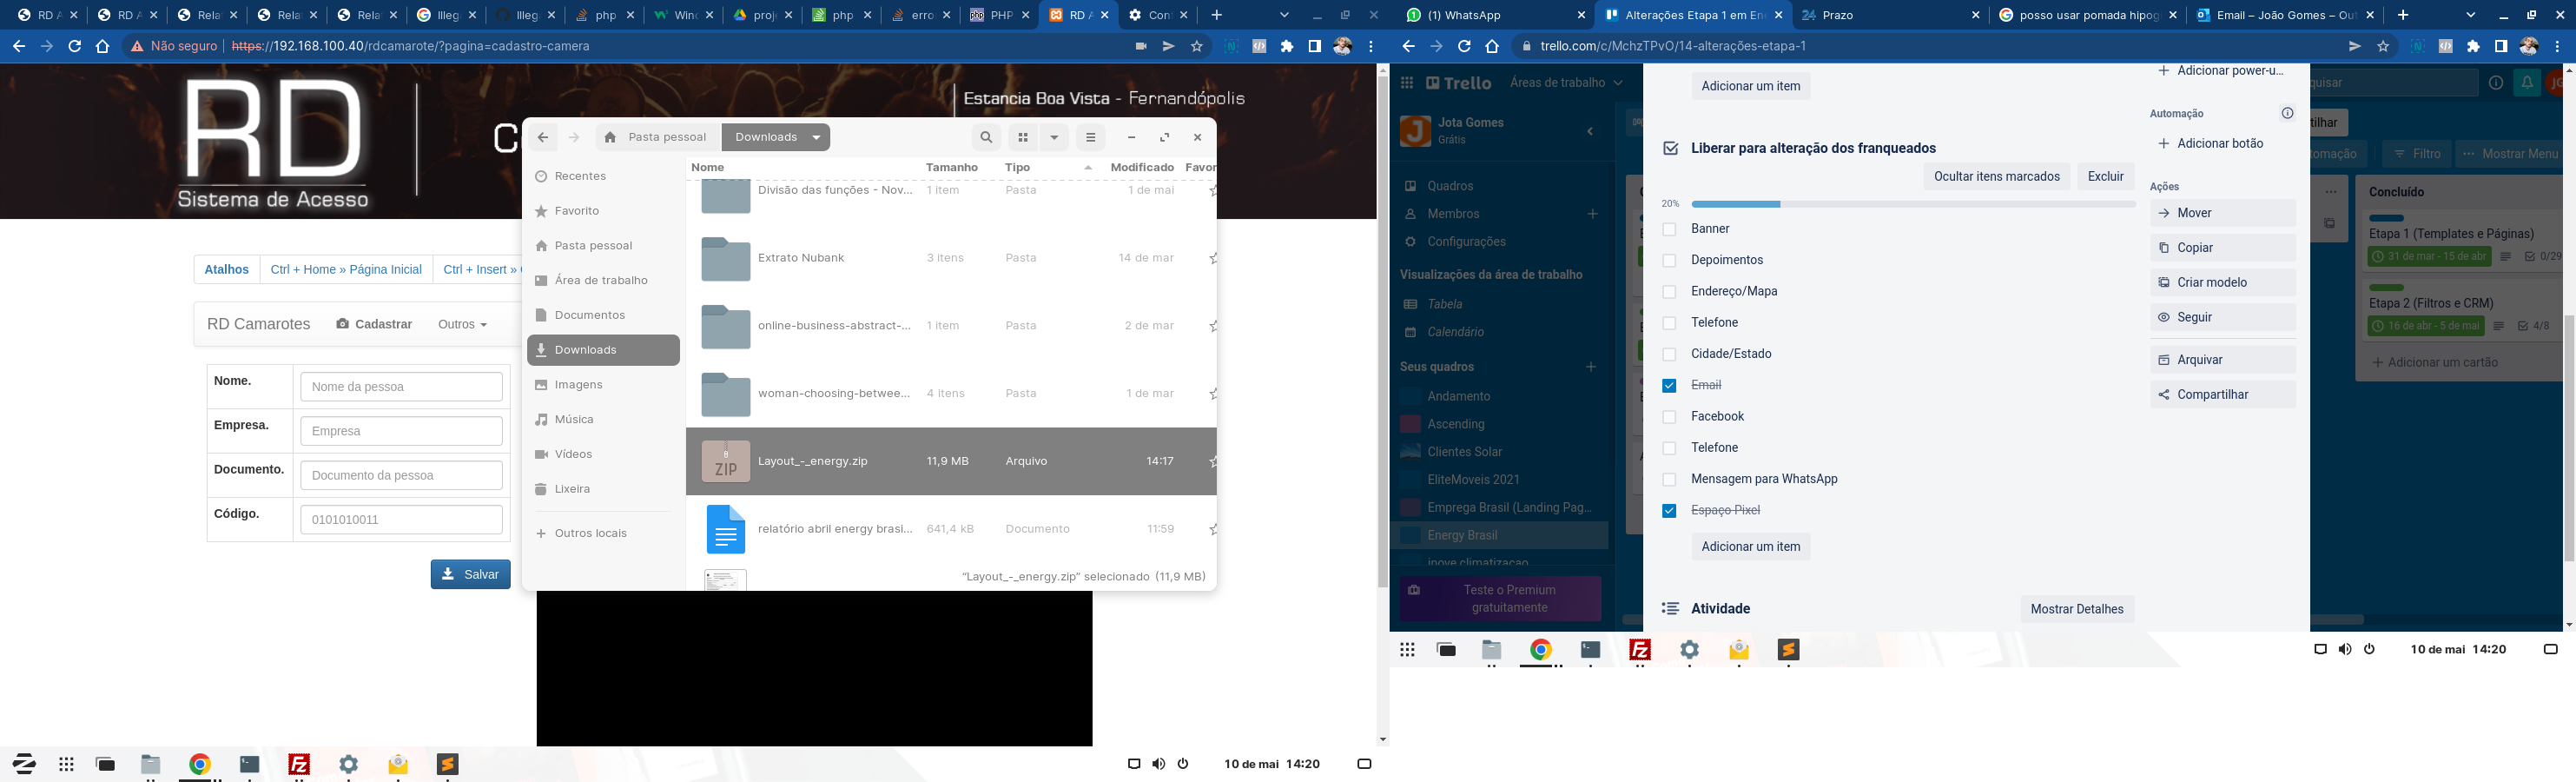 RD A
RD A
Relat
Relat
Relat
Illeg
Illeg
php
Winc
proj
php
erro
PHP
RD A
Con
Não seguro
https://192.168.100.40/rdcamarote/?pagina=cadastro-camera
RD
Sistema de Acesso
Estancia Boa Vista - Fernandópolis
Atalhos
Ctrl + Home » Página Inicial
Ctrl + Insert »
RD Camarotes
Cadastrar
Outros
Nome.
Nome da pessoa
Empresa.
Empresa
Documento.
Documento da pessoa
Código.
0101010011
Salvar
Pasta pessoal
Downloads
Recentes
Favorito
Pasta pessoal
Área de trabalho
Documentos
Downloads
Imagens
Música
Vídeos
Lixeira
Outros locais
Nome Tamanho Tipo Modificado Favor
Divisão das funções - Nov... 1 item Pasta 1 de mai
Extrato Nubank 3 itens Pasta 14 de mar
online-business-abstract-... 1 item Pasta 2 de mar
woman-choosing-betwee... 4 itens Pasta 1 de mar
ZIP Layout_-_energy.zip 11,9 MB Arquivo 14:17
relatório abril energy brasi... 641,4 kB Documento 11:59
"Layout_-_energy.zip" selecionado (11,9 MB)
10 de mai 14:20
(1) WhatsApp
Alterações Etapa 1 em En
24 Prazo
posso usar pomada hipog
Email – João Gomes – Out
trello.com/c/MchzTPvO/14-alterações-etapa-1
Trello
Áreas de trabalho
quisar
Jota Gomes
Grátis
Quadros
Membros
Configurações
Visualizações da área de trabalho
Tabela
Calendário
Seus quadros
Andamento
Ascending
Clientes Solar
EliteMoveis 2021
Emprega Brasil (Landing Pag...
Energy Brasil
inove climatizacao
Teste o Premium
gratuitamente
Adicionar um item
Liberar para alteração dos franqueados
Ocultar itens marcados
Excluir
20%
Banner
Depoimentos
Endereço/Mapa
Telefone
Cidade/Estado
Email
Facebook
Telefone
Mensagem para WhatsApp
Espaço Pixel
Adicionar um item
Atividade
Mostrar Detalhes
Adicionar power-u...
Automação
Adicionar botão
Ações
Mover
Copiar
Criar modelo
Seguir
Arquivar
Compartilhar
tilhar
tomação
Filtro
Mostrar Menu
Concluído
Etapa 1 (Templates e Páginas)
31 de mar - 15 de abr
0/29
Etapa 2 (Filtros e CRM)
16 de abr - 5 de mai
4/8
Adicionar um cartão
10 de mai 14:20